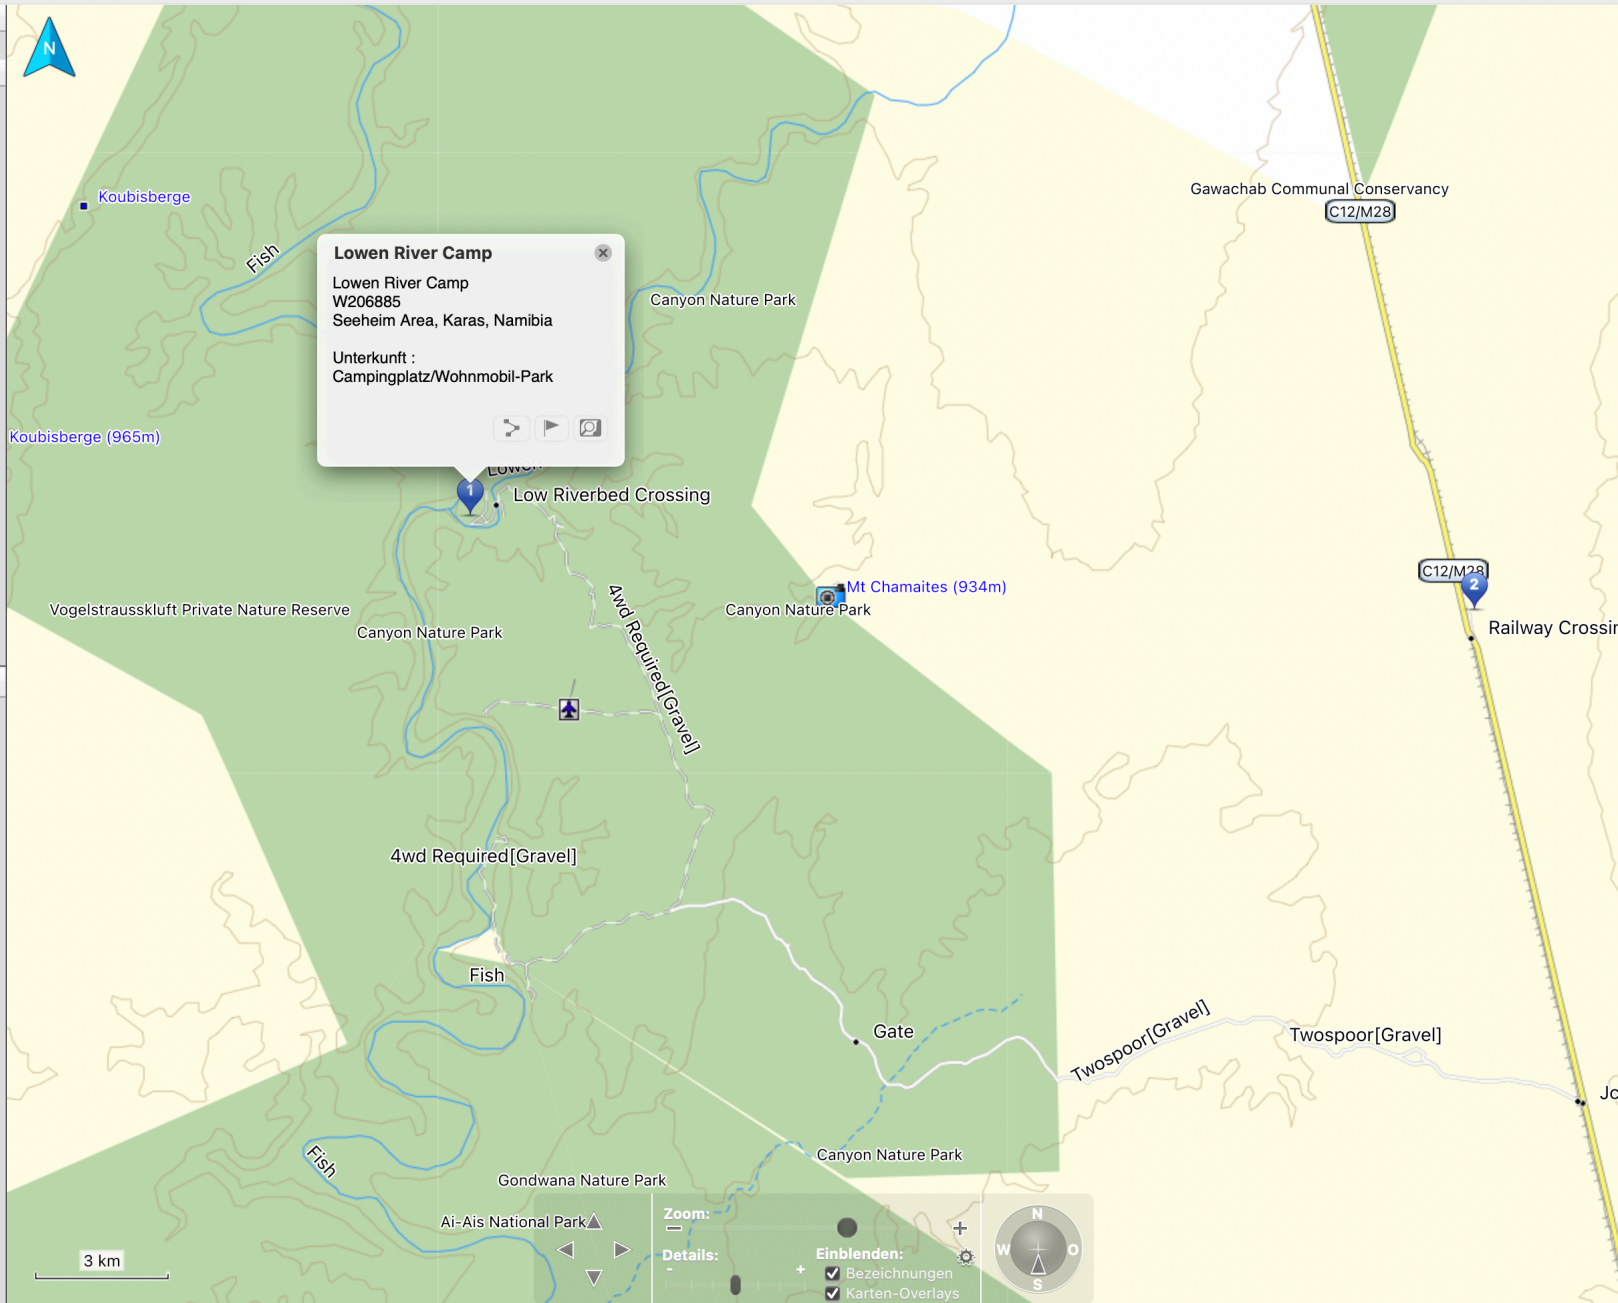 N
Gawachab Communal Conservancy
Koubisberge
C12/M28
Fish
Lowen River Camp
Lowen River Camp
W206885
Seeheim Area, Karas, Namibia
Unterkunft :
Campingplatz/Wohnmobil-Park
Canyon Nature Park
Koubisberge (965m)
Lowen
1
Low Riverbed Crossing
C12/M28
2
Mt Chamaites (934m)
Canyon Nature Park
Vogelstrausskluft Private Nature Reserve
Canyon Nature Park
Railway Crossin
4wd Required[Gravel]
4wd Required[Gravel]
Fish
Gate
Twospoor[Gravel]
Twospoor[Gravel]
Jc
Fish
Canyon Nature Park
Gondwana Nature Park
Ai-Ais National Park
3 km
Zoom:
Details:
- +
Einblenden:
Bezeichnungen
Karten-Overlays
N
W O
S